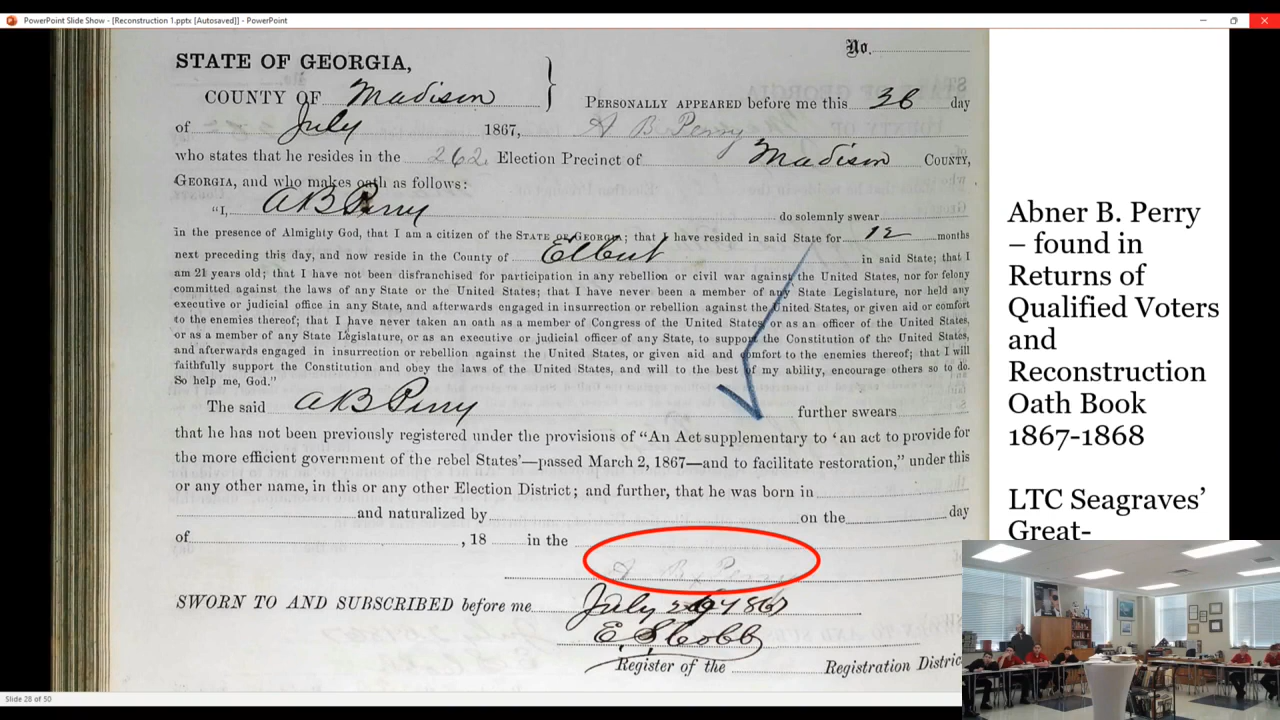 PowerPoint Slide Show - [Reconstruction 1.pptx [Autosaved]] - PowerPoint
No.
STATE OF GEORGIA,
COUNTY OF Madison } PERSONALLY APPEARED before me this 26 day
of July 1867, A B Perry
who states that he resides in the 262. Election Precinct of Madison COUNTY,
GEORGIA, and who makes oath as follows:
"I, A B Perry do solemnly swear
in the presence of Almighty God, that I am a citizen of the STATE OF GEORGIA; that I have resided in said State for 12 months
next preceding this day, and now reside in the County of Elbert in said State; that I
am 21 years old; that I have not been disfranchised for participation in any rebellion or civil war against the United States, nor for felony
committed against the laws of any State or the United States; that I have never been a member of any State Legislature, nor held any
executive or judicial office in any State, and afterwards engaged in insurrection or rebellion against the United States, or given aid or comfort
to the enemies thereof; that I have never taken an oath as a member of Congress of the United States, or as an officer of the United States,
or as a member of any State Legislature, or as an executive or judicial officer of any State, to support the Constitution of the United States,
and afterwards engaged in insurrection or rebellion against the United States, or given aid and comfort to the enemies thereof; that I will
faithfully support the Constitution and obey the laws of the United States, and will to the best of my ability, encourage others so to do.
So help me, God."
The said A B Perry further swears
that he has not been previously registered under the provisions of "An Act supplementary to 'an act to provide for
the more efficient government of the rebel States'—passed March 2, 1867—and to facilitate restoration," under this
or any other name, in this or any other Election District; and further, that he was born in
and naturalized by on the day
of , 18 in the
A B Perry
SWORN TO AND SUBSCRIBED before me July 1867
E S Cobb
Register of the Registration Distric
Abner B. Perry
– found in
Returns of
Qualified Voters
and
Reconstruction
Oath Book
1867-1868
LTC Seagraves’
Great-
Slide 28 of 50